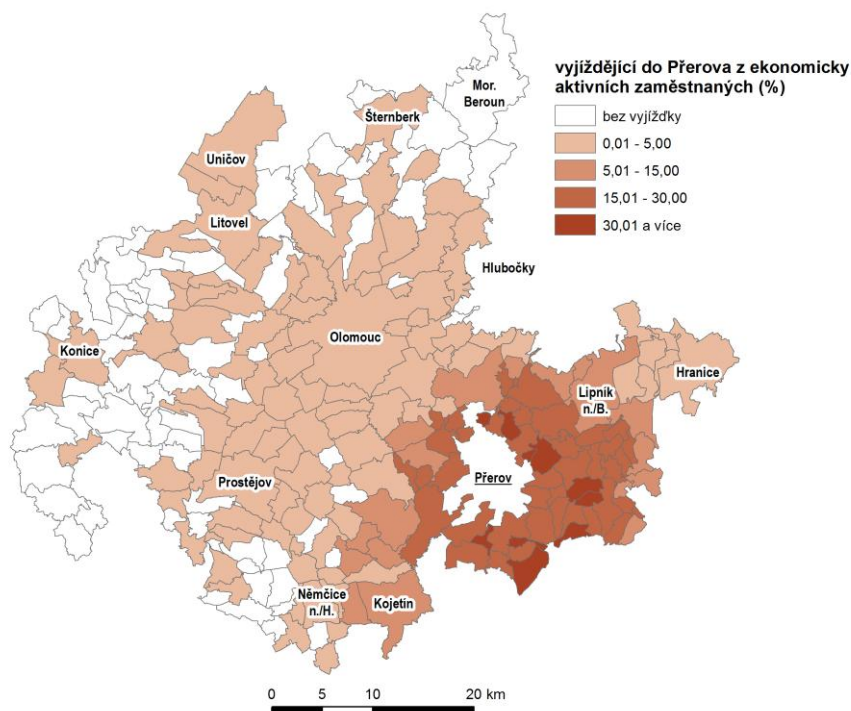 vyjíždějící do Přerova z ekonomicky
aktivních zaměstnaných (%)
bez vyjížďky
0,01 - 5,00
5,01 - 15,00
15,01 - 30,00
30,01 a více
Mor.
Beroun
Šternberk
Uničov
Litovel
Hlubočky
Konice
Olomouc
Hranice
Lipník
n./B.
Prostějov
Přerov
Němčice
n./H.
Kojetín
0 5 10 20 km